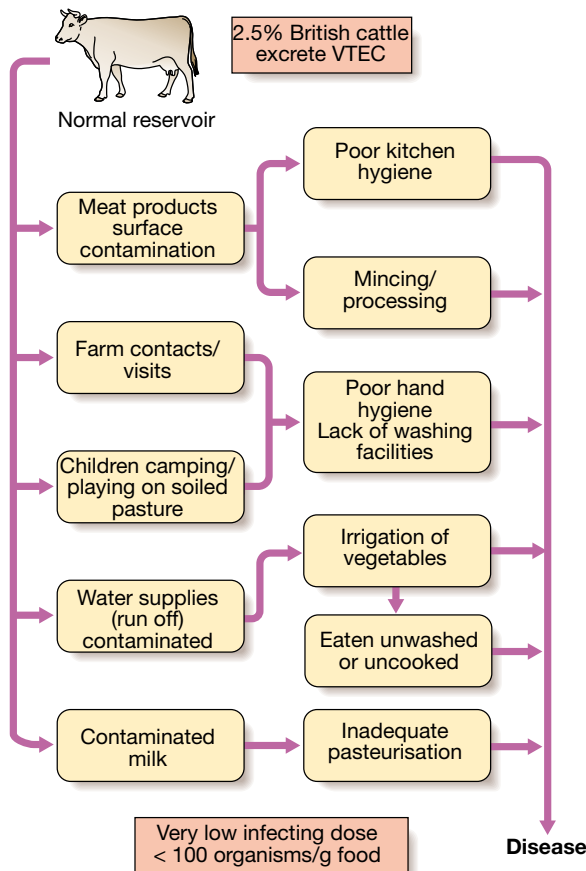 2.5% British cattle
excrete VTEC
Normal reservoir
Poor kitchen
hygiene
Meat products
surface
contamination
Mincing/
processing
Farm contacts/
visits
Poor hand
hygiene
Lack of washing
facilities
Children camping/
playing on soiled
pasture
Irrigation of
vegetables
Water supplies
(run off)
contaminated
Eaten unwashed
or uncooked
Contaminated
milk
Inadequate
pasteurisation
Very low infecting dose
< 100 organisms/g food
Disease